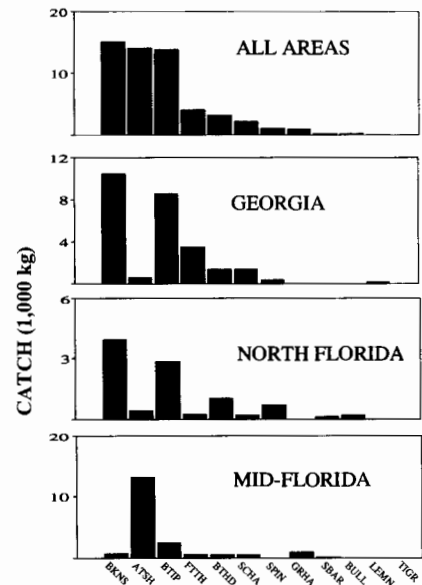 20
10
ALL AREAS
12
8
4
GEORGIA
CATCH (1,000 kg)
6
3
NORTH FLORIDA
20
10
MID-FLORIDA
BKNS
ATSH
BTIP
FTTH
BTHD
SCHA
SPIN
GRHA
SBAR
BULL
LEMN
TIGR